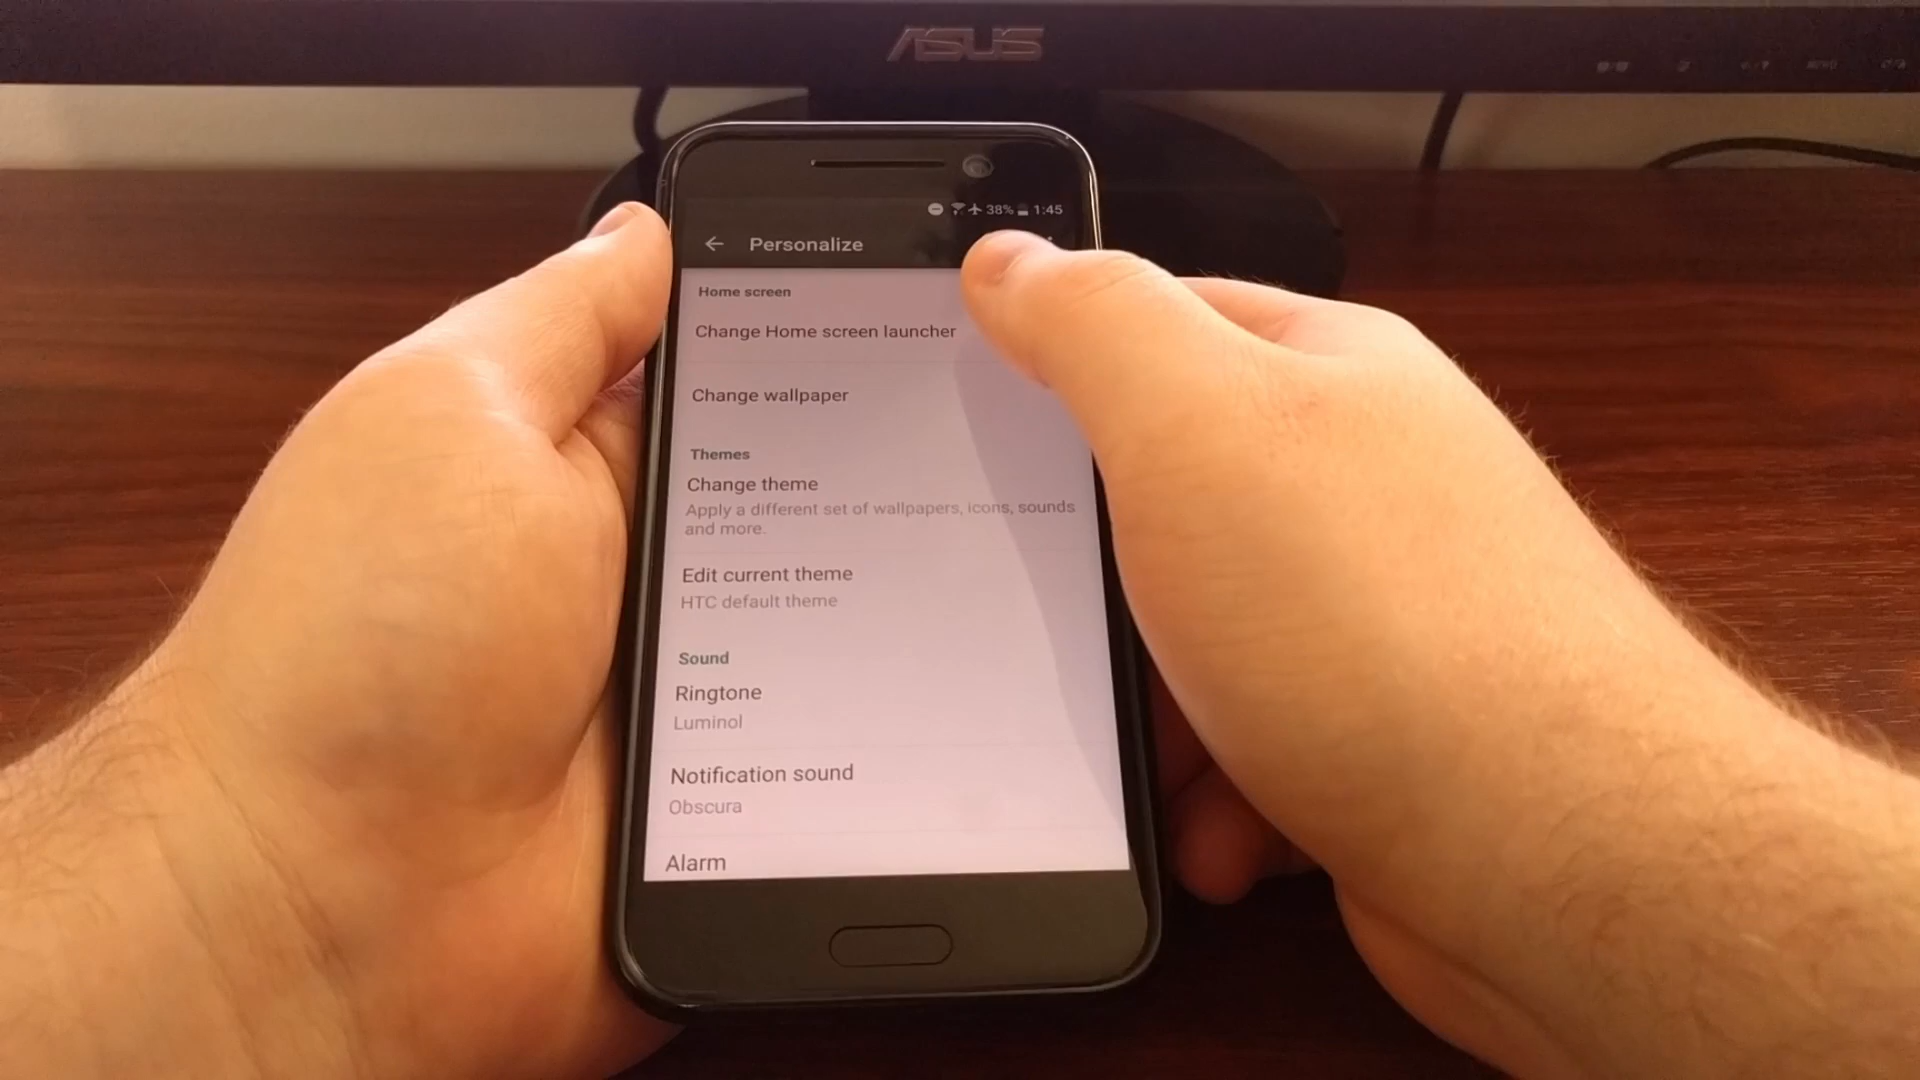 ASUS
38% 1:45
Personalize
Home screen
Change Home screen launcher
Change wallpaper
Themes
Change theme
Apply a different set of wallpapers, icons, sounds
and more.
Edit current theme
HTC default theme
Sound
Ringtone
Luminol
Notification sound
Obscura
Alarm